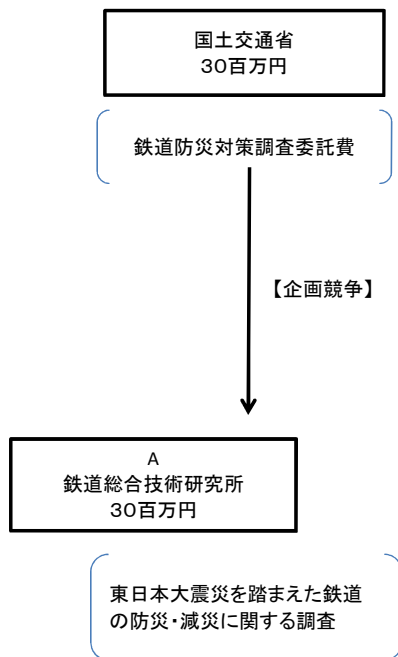 国土交通省
30百万円
鉄道防災対策調査委託費
【企画競争】
A
鉄道総合技術研究所
30百万円
東日本大震災を踏まえた鉄道
の防災・減災に関する調査